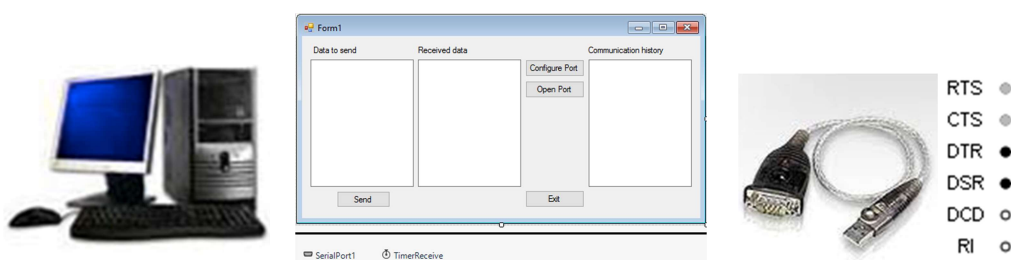 Form1
Data to send
Received data
Communication history
Configure Port
Open Port
Send
Exit
SerialPort1
TimerReceive
RTS
CTS
DTR
DSR
DCD
RI